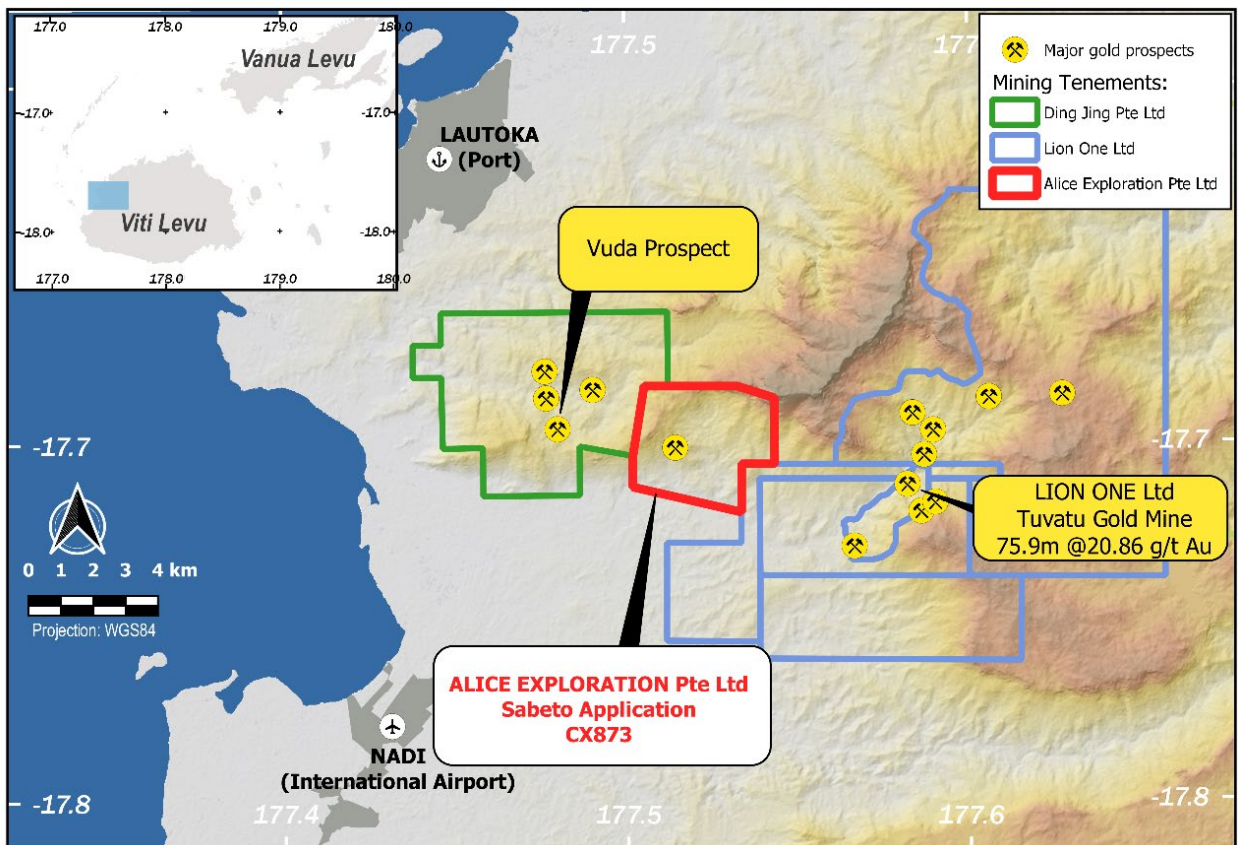 177.0
178.0
179.0
180.0
Vanua Levu
-17.0
-17.0
Viti Levu
-18.0
-18.0
177.0
178.0
179.0
180.0
177.5
Major gold prospects
Mining Tenements:
Ding Jing Pte Ltd
Lion One Ltd
Alice Exploration Pte Ltd
LAUTOKA
(Port)
Vuda Prospect
-17.7
-17.7
LION ONE Ltd
Tuvatu Gold Mine
75.9m @20.86 g/t Au
0 1 2 3 4 km
Projection: WGS84
ALICE EXPLORATION Pte Ltd
Sabeto Application
CX873
NADI
(International Airport)
-17.8
177.4
177.5
177.6
-17.8